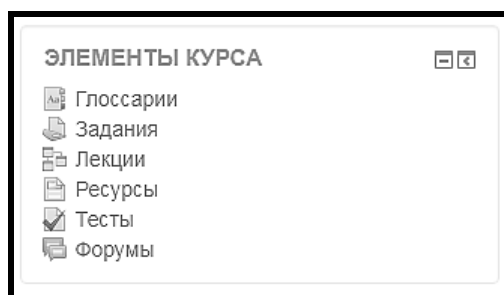 ЭЛЕМЕНТЫ КУРСА
Глоссарии
Задания
Лекции
Ресурсы
Тесты
Форумы